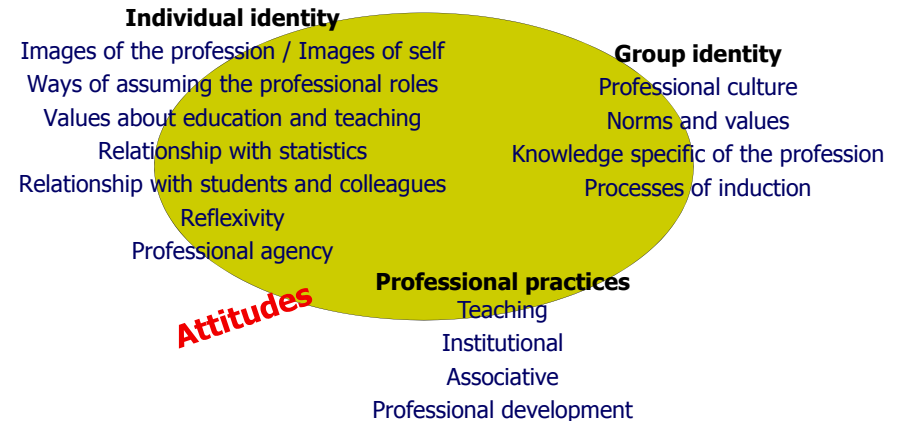 Individual identity
Images of the profession / Images of self
Ways of assuming the professional roles
Values about education and teaching
Relationship with statistics
Relationship with students and colleagues
Reflexivity
Professional agency
Group identity
Professional culture
Norms and values
Knowledge specific of the profession
Processes of induction
Attitudes
Professional practices
Teaching
Institutional
Associative
Professional development